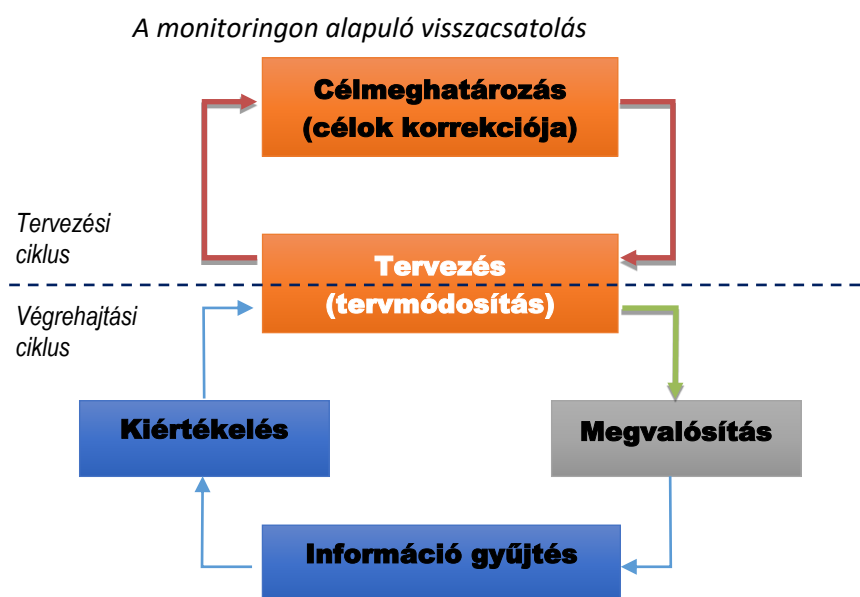 A monitoringon alapuló visszacsatolás
Célmeghatározás
(célok korrekciója)
Tervezési
ciklus
Tervezés
(tervmódosítás)
Végrehajtási
ciklus
Kiértékelés
Megvalósítás
Információ gyűjtés